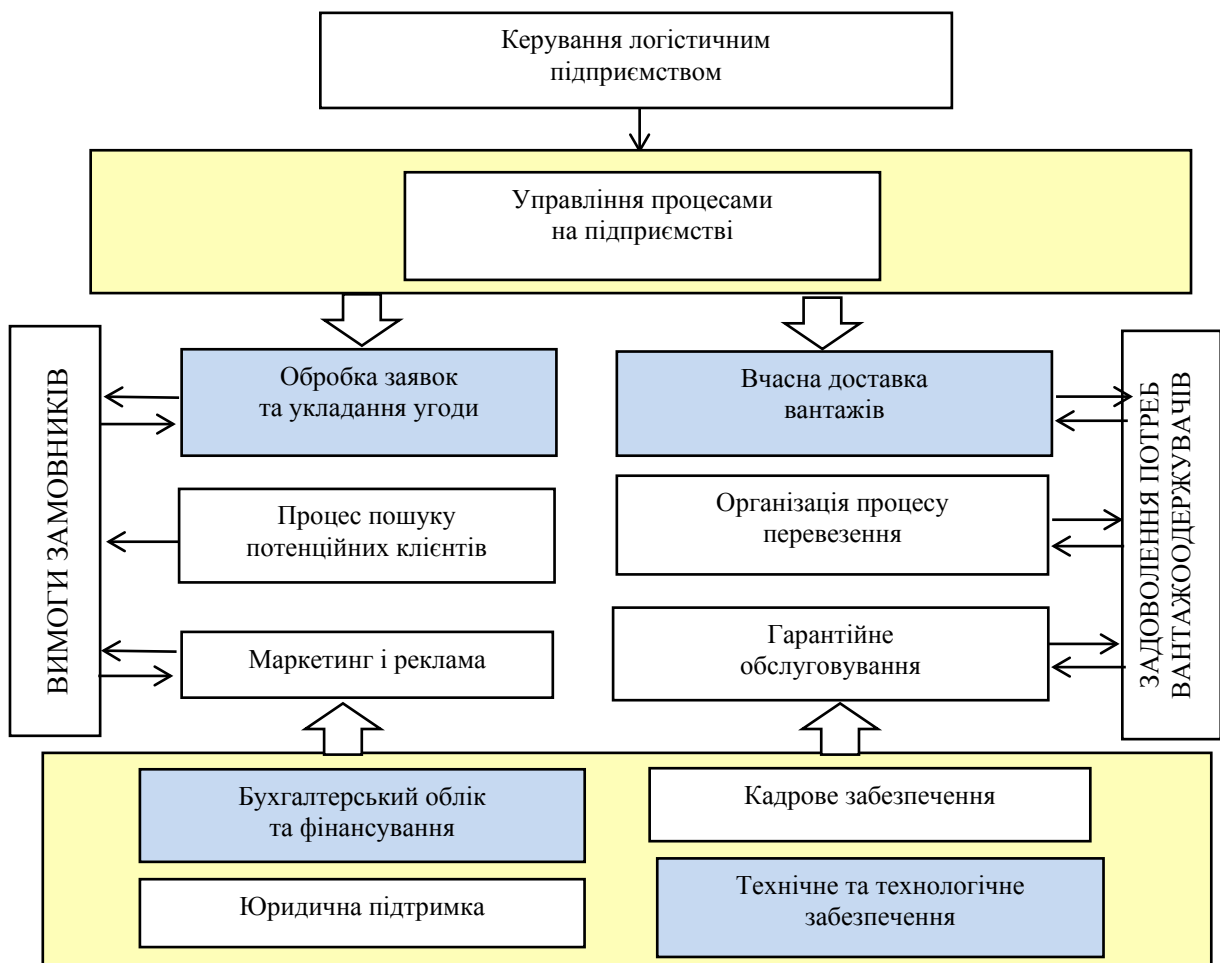 Керування логістичним
підприємством
Управління процесами
на підприємстві
ВИМОГИ ЗАМОВНИКІВ
Обробка заявок
та укладання угоди
Процес пошуку
потенційних клієнтів
Маркетинг і реклама
Вчасна доставка
вантажів
Організація процесу
перевезення
Гарантійне
обслуговування
ЗАДОВОЛЕННЯ ПОТРЕБ
ВАНТАЖООДЕРЖУВАЧІВ
Бухгалтерський облік
та фінансування
Юридична підтримка
Кадрове забезпечення
Технічне та технологічне
забезпечення